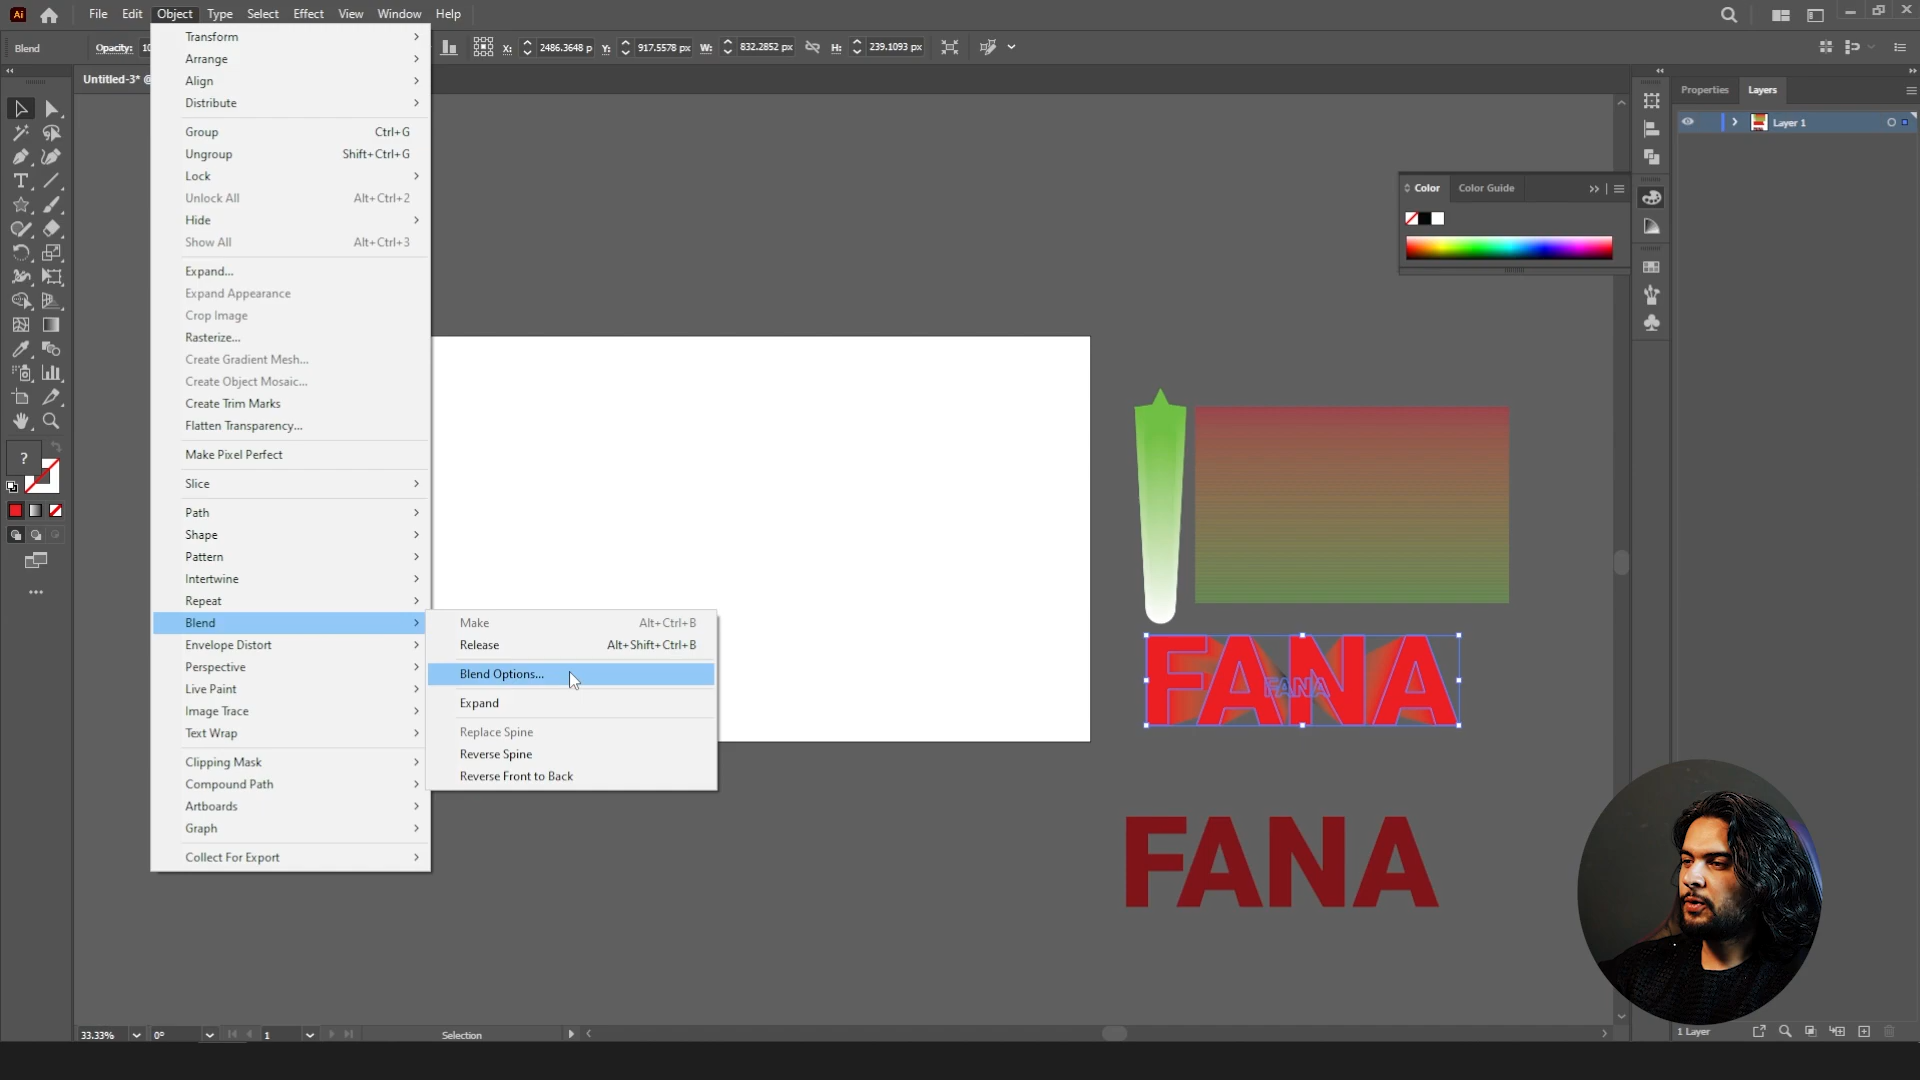 Ai File Edit Object Type Select Effect View Window Help
Blend Opacity: 10 X: 2486.3648 p Y: 917.5578 px W: 832.2852 px H: 239.1093 px
Untitled-3* @
Properties Layers
Layer 1
Color Color Guide
Transform
Arrange
Align
Distribute
Group Ctrl+G
Ungroup Shift+Ctrl+G
Lock
Unlock All Alt+Ctrl+2
Hide
Show All Alt+Ctrl+3
Expand...
Expand Appearance
Crop Image
Rasterize...
Create Gradient Mesh...
Create Object Mosaic...
Create Trim Marks
Flatten Transparency...
Make Pixel Perfect
Slice
Path
Shape
Pattern
Intertwine
Repeat
Blend
Envelope Distort
Perspective
Live Paint
Image Trace
Text Wrap
Clipping Mask
Compound Path
Artboards
Graph
Collect For Export
Make Alt+Ctrl+B
Release Alt+Shift+Ctrl+B
Blend Options...
Expand
Replace Spine
Reverse Spine
Reverse Front to Back
?
FANA
FANA
FANA
33.33% 0° 1 Selection
1 Layer